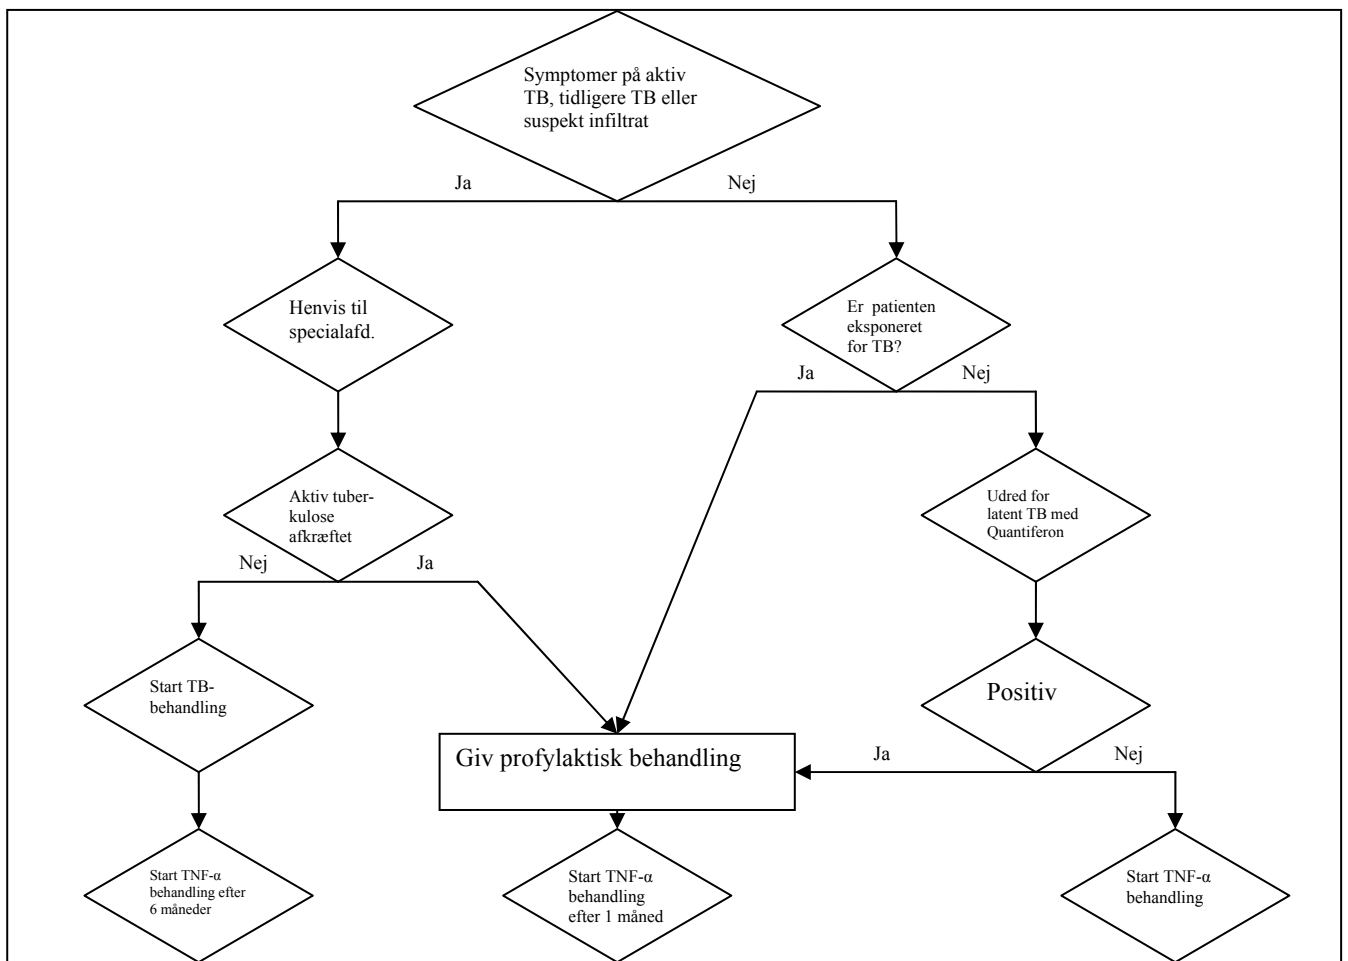 Symptomer på aktiv
TB, tidligere TB eller
suspekt infiltrat
Ja
Nej
Henvis til
specialafd.
Er patienten
eksponeret
for TB?
Ja
Nej
Aktiv tuber-
kulose
afkræftet
Udred for
latent TB med
Quantiferon
Nej
Ja
Start TB-
behandling
Positiv
Giv profylaktisk behandling
Ja
Nej
Start TNF-α
behandling efter
6 måneder
Start TNF-α
behandling
efter 1 måned
Start TNF-α
behandling